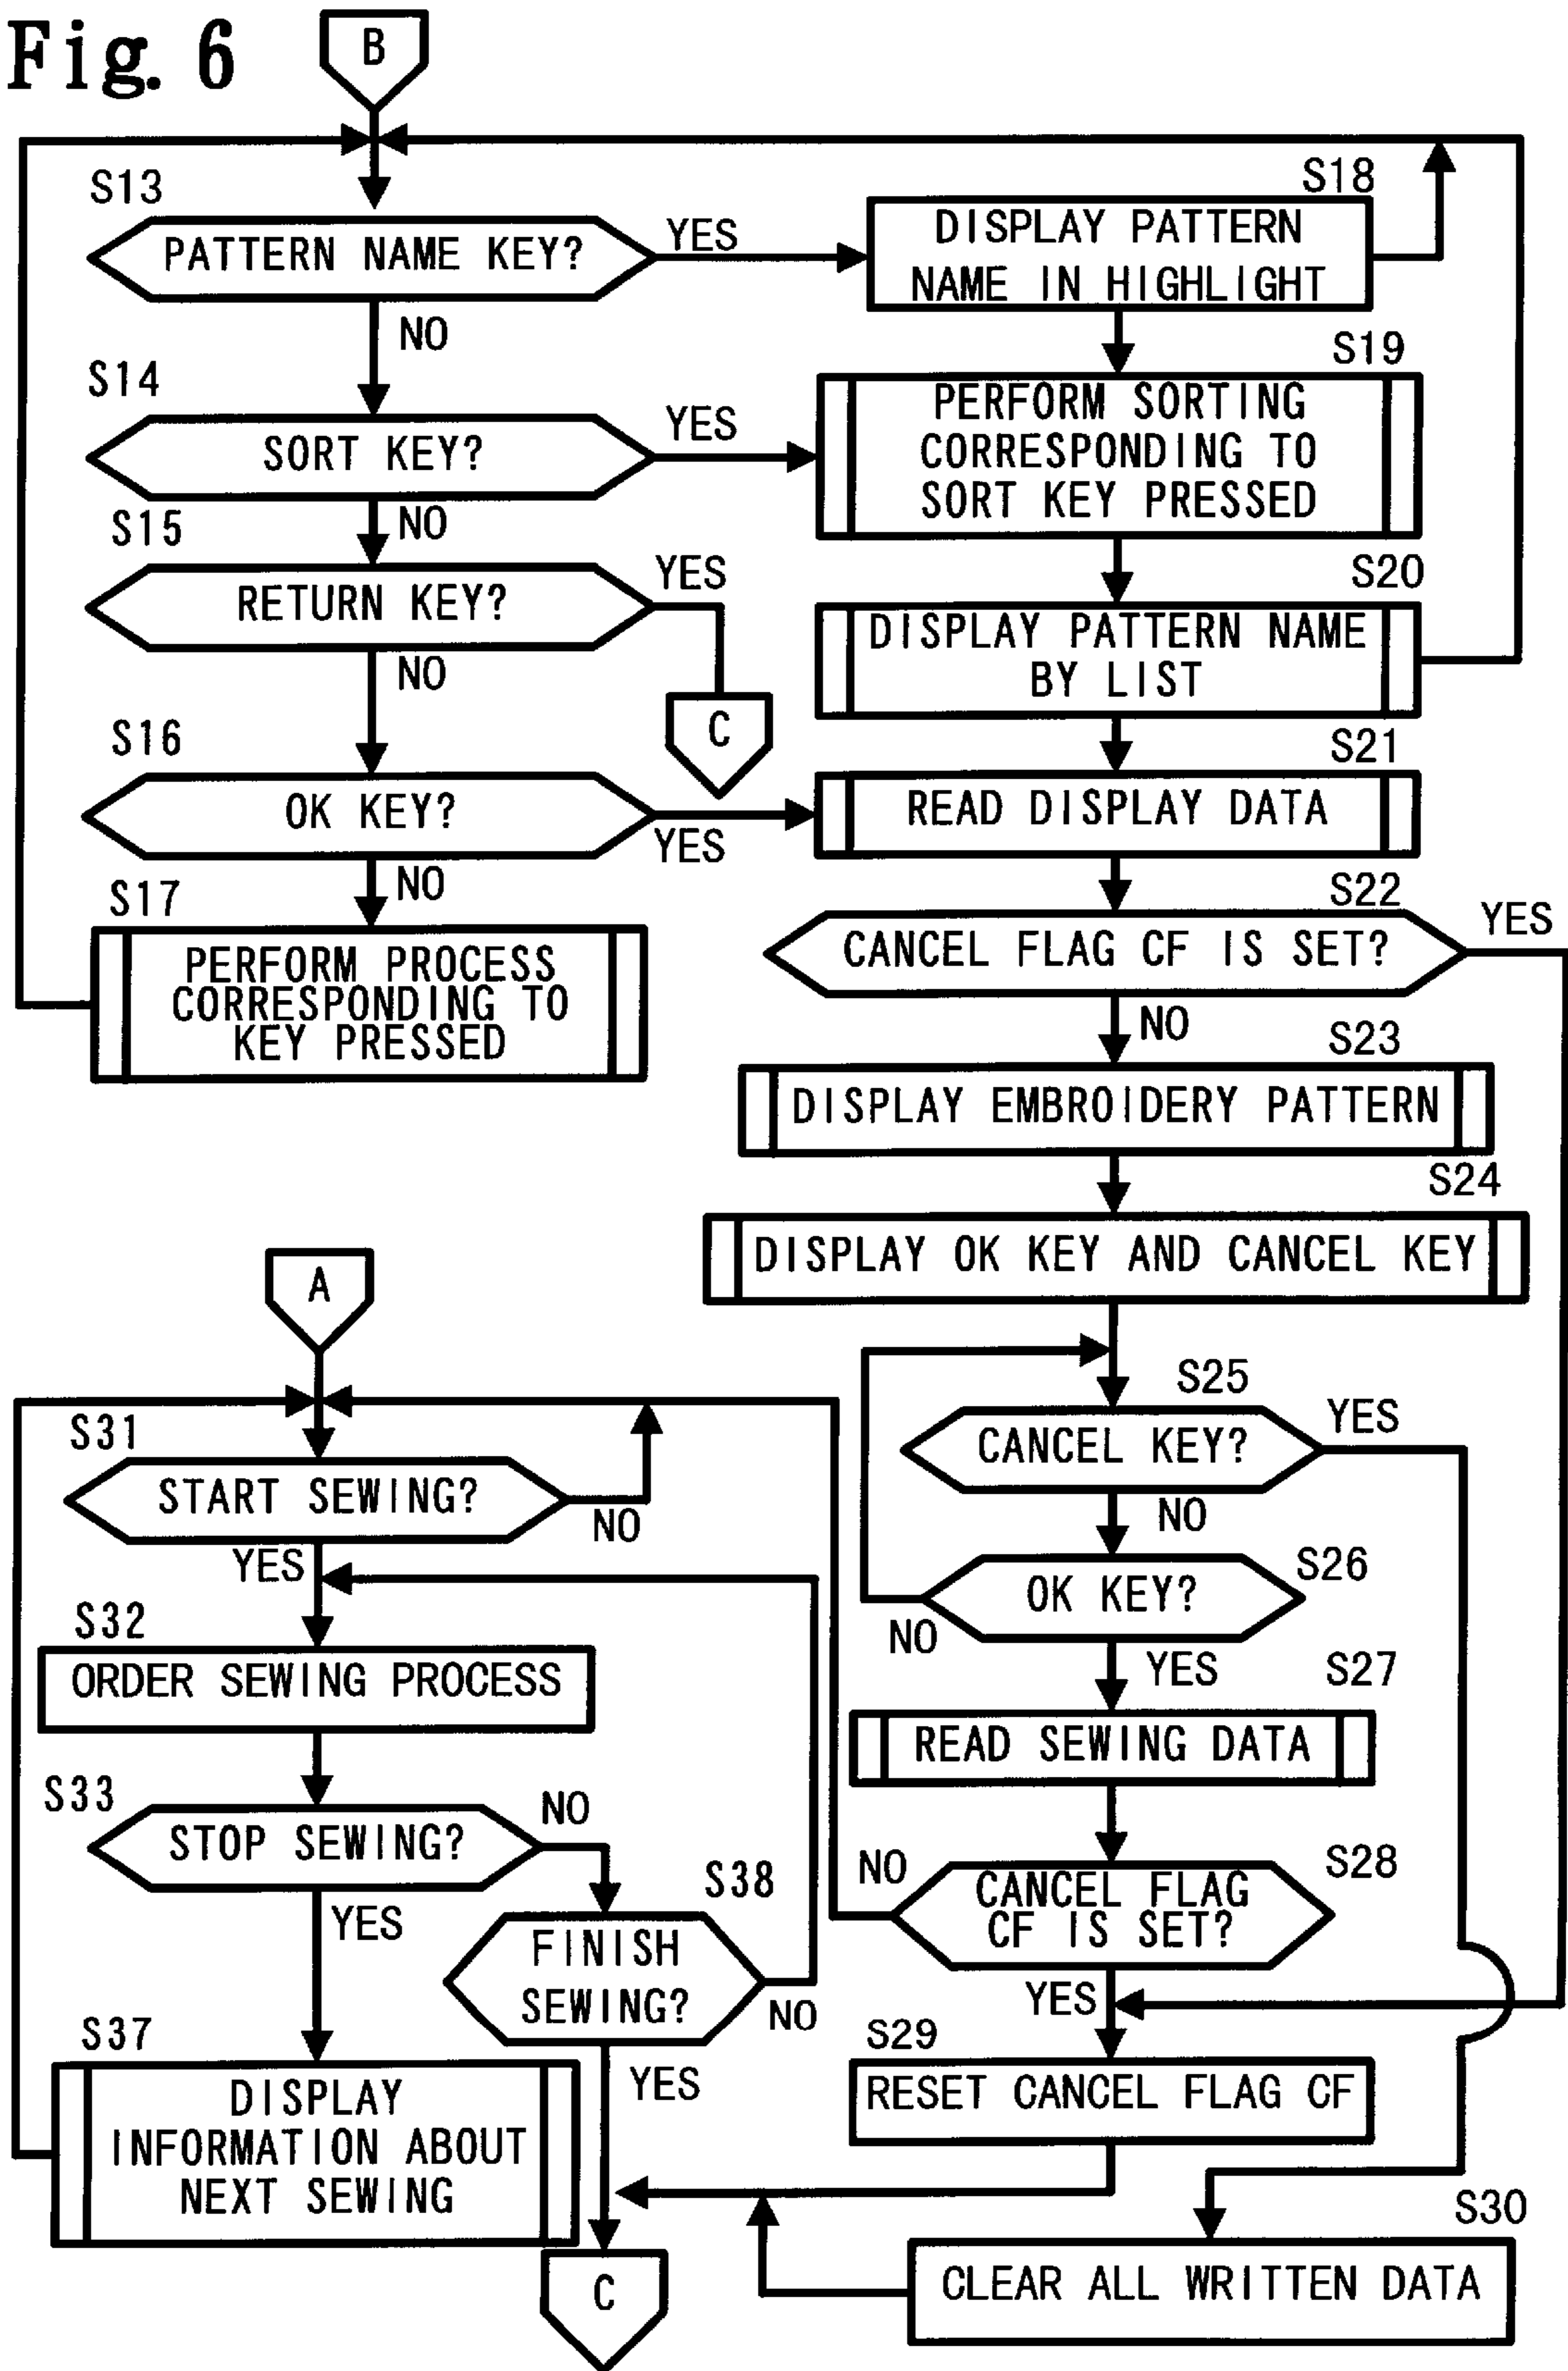 Fig. 6
B
S13
PATTERN NAME KEY?
YES
NO
S18
DISPLAY PATTERN
NAME IN HIGHLIGHT
S14
SORT KEY?
YES
NO
S19
PERFORM SORTING
CORRESPONDING TO
SORT KEY PRESSED
S15
RETURN KEY?
YES
NO
C
S20
DISPLAY PATTERN NAME
BY LIST
S16
OK KEY?
YES
NO
S21
READ DISPLAY DATA
S17
PERFORM PROCESS
CORRESPONDING TO
KEY PRESSED
S22
CANCEL FLAG CF IS SET?
YES
NO
S23
DISPLAY EMBROIDERY PATTERN
S24
DISPLAY OK KEY AND CANCEL KEY
S25
CANCEL KEY?
YES
NO
S26
OK KEY?
NO
YES
S27
READ SEWING DATA
S28
CANCEL FLAG
CF IS SET?
NO
YES
S29
RESET CANCEL FLAG CF
S30
CLEAR ALL WRITTEN DATA
A
S31
START SEWING?
NO
YES
S32
ORDER SEWING PROCESS
S33
STOP SEWING?
NO
YES
S38
FINISH
SEWING?
NO
YES
S37
DISPLAY
INFORMATION ABOUT
NEXT SEWING
C